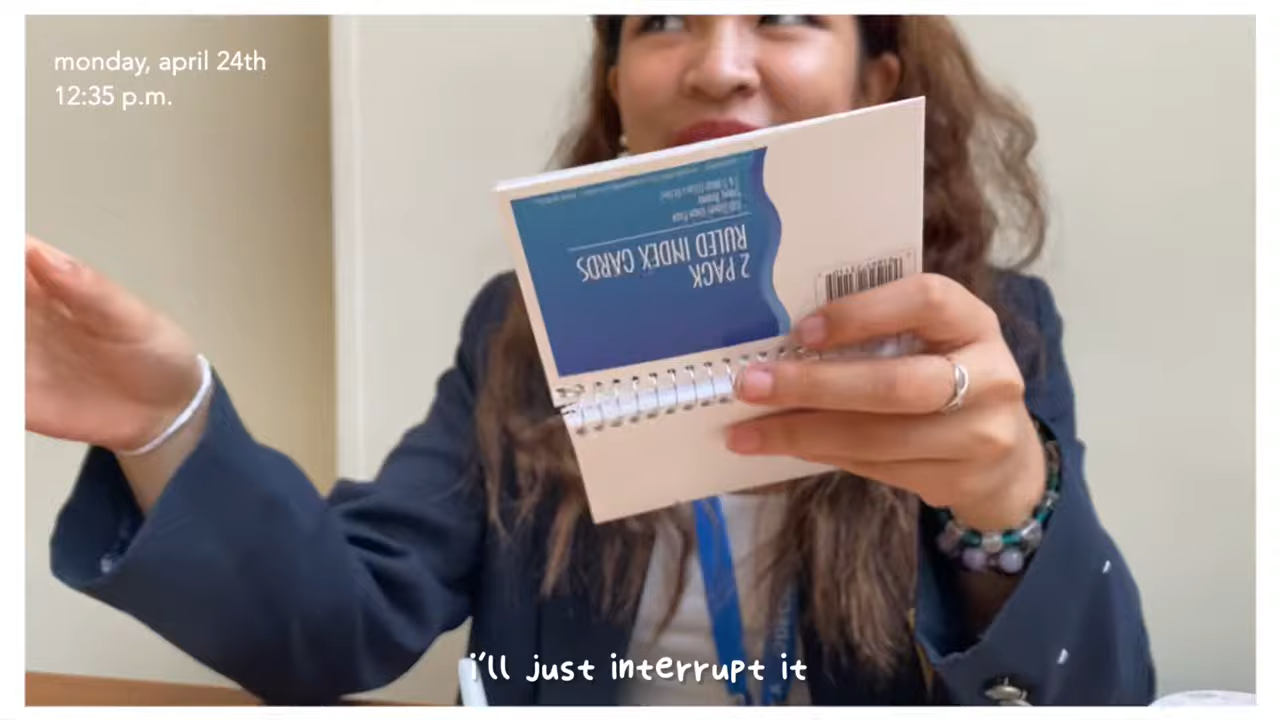 monday, april 24th
12:35 p.m.
2 PACK
RULED INDEX CARDS
i'll just interrupt it